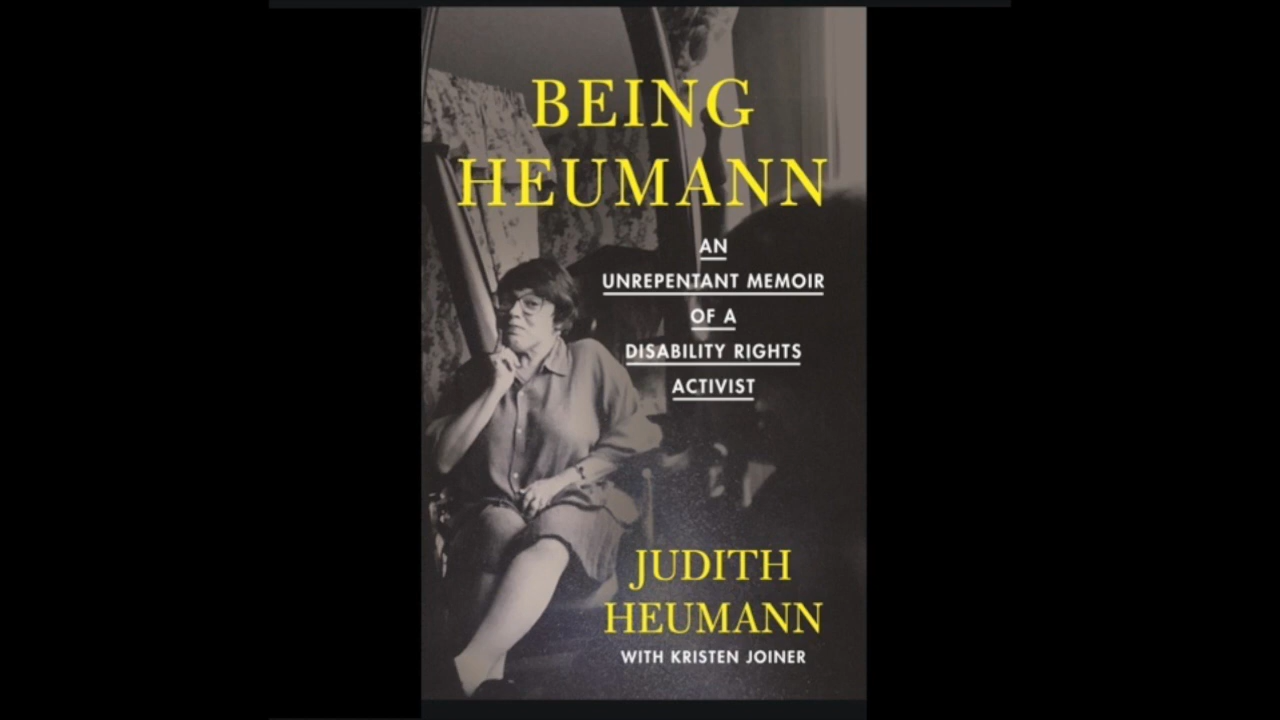 BEING
HEUMANN
AN
UNREPENTANT MEMOIR
OF A
DISABILITY RIGHTS
ACTIVIST
JUDITH
HEUMANN
WITH KRISTEN JOINER